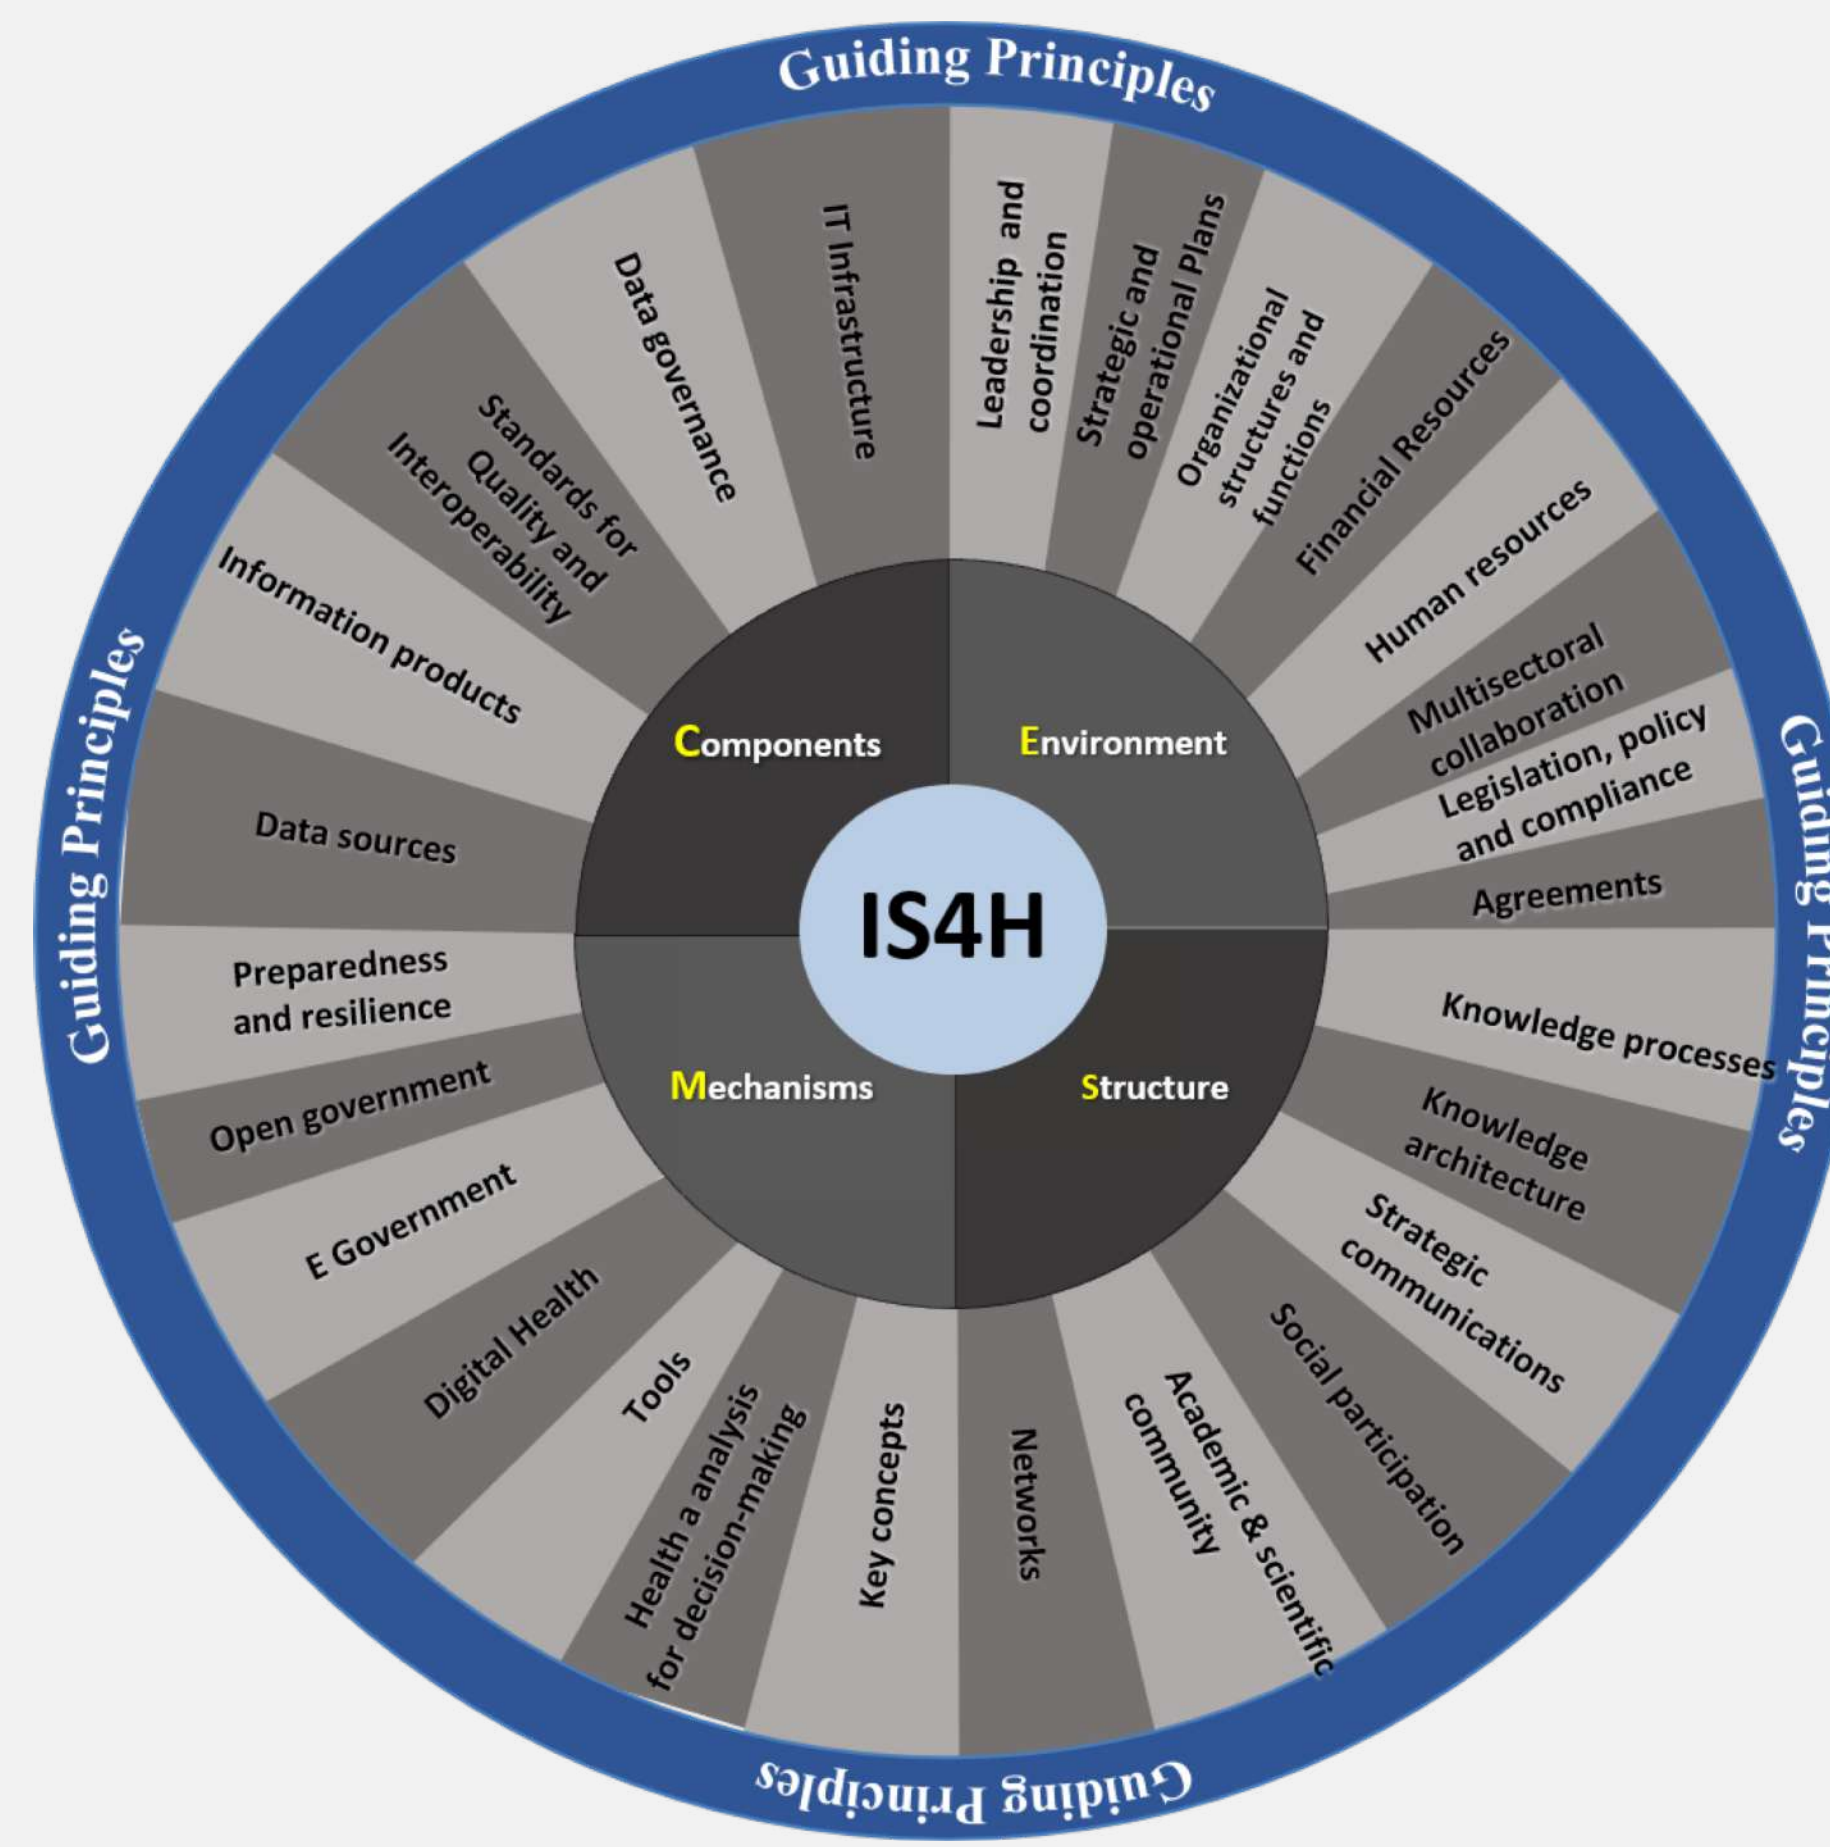 Guiding Principles
Leadership and
coordination
Strategic and
operational Plans
Organizational
structures and
functions
Financial Resources
Human resources
Multisectoral
collaboration
Legislation, policy
and compliance
Agreements
Guiding Principles
Knowledge processes
Knowledge
architecture
Strategic
communications
Social participation
Academic & scientific
community
Networks
Guiding Principles
Key concepts
Health a analysis
for decision-making
Tools
Digital Health
E Government
Open government
Preparedness
and resilience
Guiding Principles
Data sources
Information products
Standards for
Quality and
Interoperability
Data governance
IT Infrastructure
Components
Environment
IS4H
Mechanisms
Structure